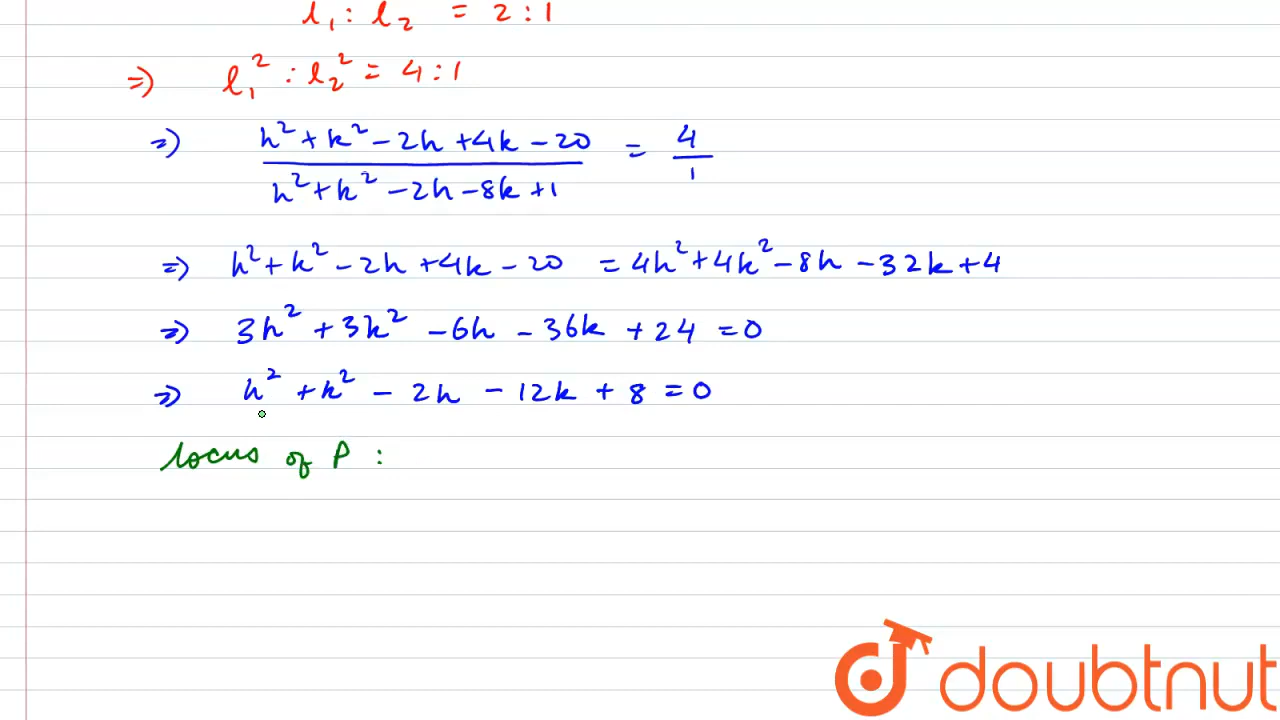 l₁ : l₂ = 2 : 1
⇒ l₁² : l₂² = 4 : 1
⇒ h² + k² - 2h + 4k - 20 / h² + k² - 2h - 8k + 1 = 4/1
⇒ h² + k² - 2h + 4k - 20 = 4h² + 4k² - 8h - 32k + 4
⇒ 3h² + 3k² - 6h - 36k + 24 = 0
⇒ h² + k² - 2h - 12k + 8 = 0
locus of P :
doubtnut